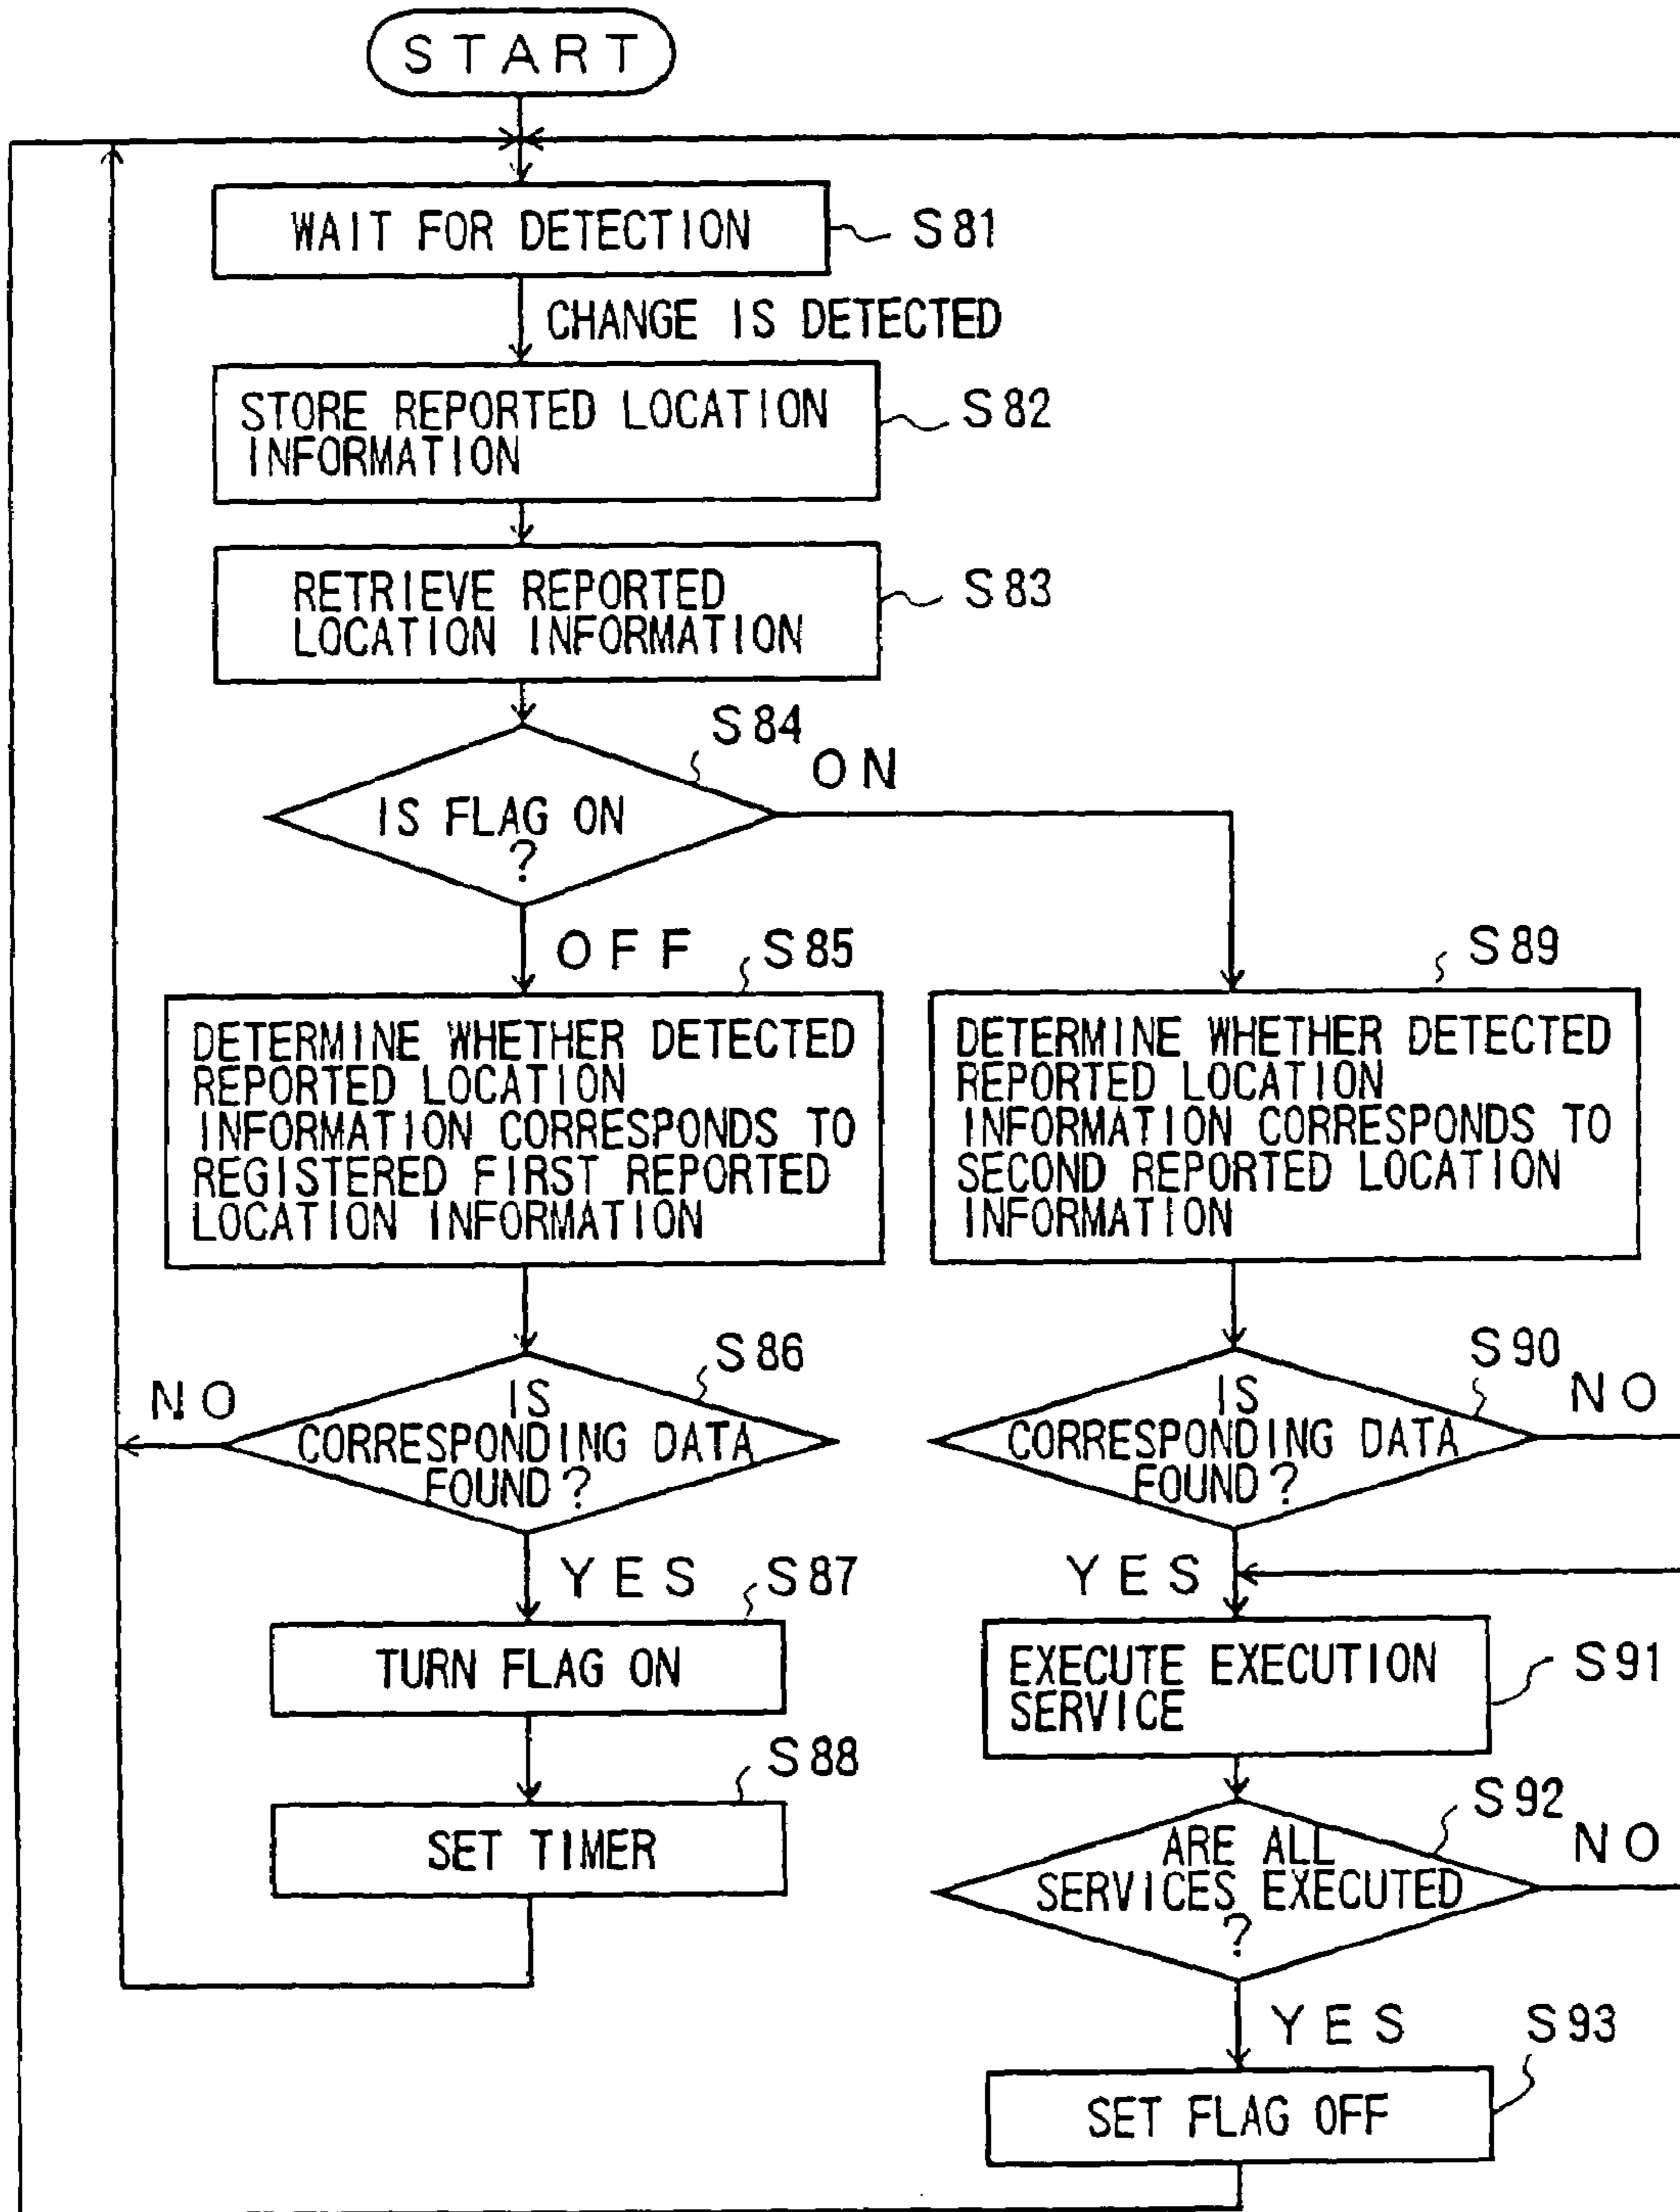 START
WAIT FOR DETECTION
S81
CHANGE IS DETECTED
STORE REPORTED LOCATION
INFORMATION
S82
RETRIEVE REPORTED
LOCATION INFORMATION
S83
S84
ON
IS FLAG ON
?
OFF
S85
DETERMINE WHETHER DETECTED
REPORTED LOCATION
INFORMATION CORRESPONDS TO
REGISTERED FIRST REPORTED
LOCATION INFORMATION
S89
DETERMINE WHETHER DETECTED
REPORTED LOCATION
INFORMATION CORRESPONDS TO
SECOND REPORTED LOCATION
INFORMATION
S86
NO
IS
CORRESPONDING DATA
FOUND?
S90
NO
IS
CORRESPONDING DATA
FOUND?
YES
S87
TURN FLAG ON
YES
EXECUTE EXECUTION
SERVICE
S91
S88
SET TIMER
S92
NO
ARE ALL
SERVICES EXECUTED
?
YES
S93
SET FLAG OFF